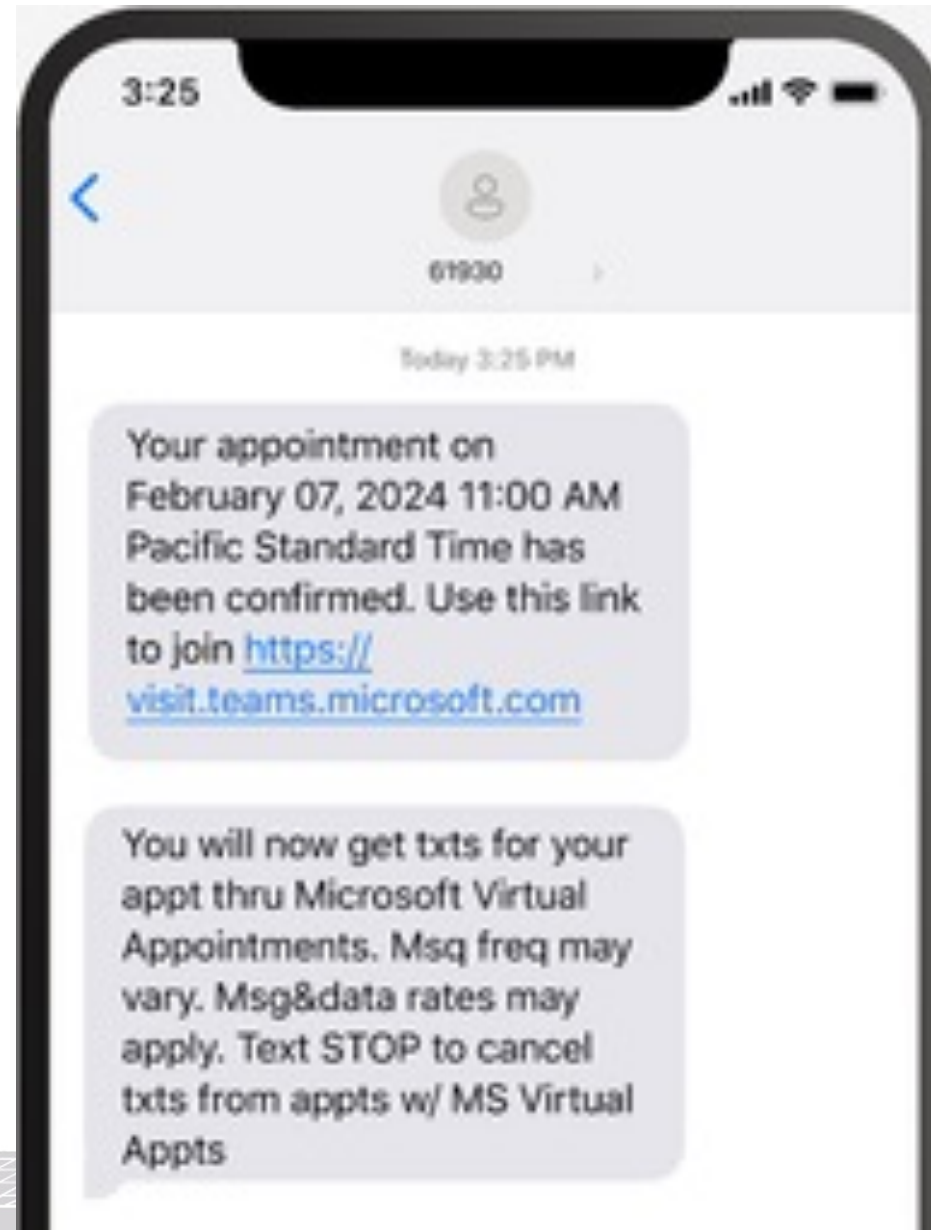 3:25
61930
Today 3:25 PM
Your appointment on
February 07, 2024 11:00 AM
Pacific Standard Time has
been confirmed. Use this link
to join https://
visit.teams.microsoft.com
You will now get txts for your
appt thru Microsoft Virtual
Appointments. Msq freq may
vary. Msg&data rates may
apply. Text STOP to cancel
txts from appts w/ MS Virtual
Appts